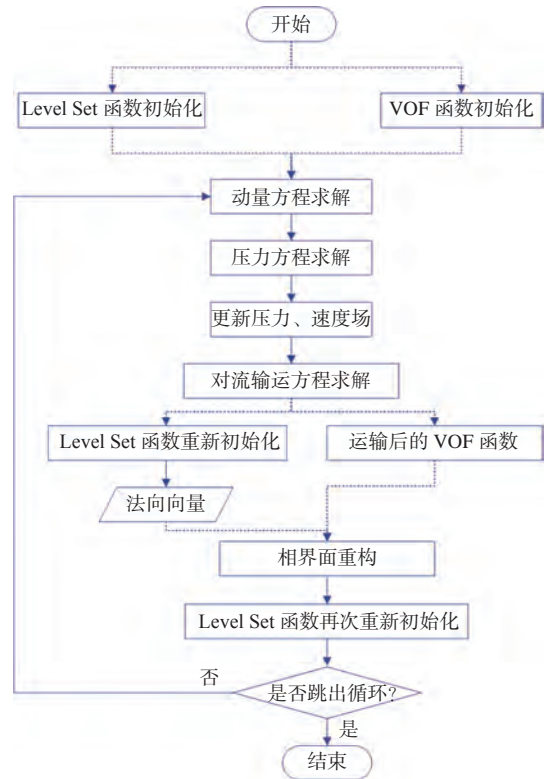 开始
Level Set 函数初始化
VOF 函数初始化
动量方程求解
压力方程求解
更新压力、速度场
对流输运方程求解
Level Set 函数重新初始化
运输后的 VOF 函数
法向向量
相界面重构
Level Set 函数再次重新初始化
否
是否跳出循环?
是
结束